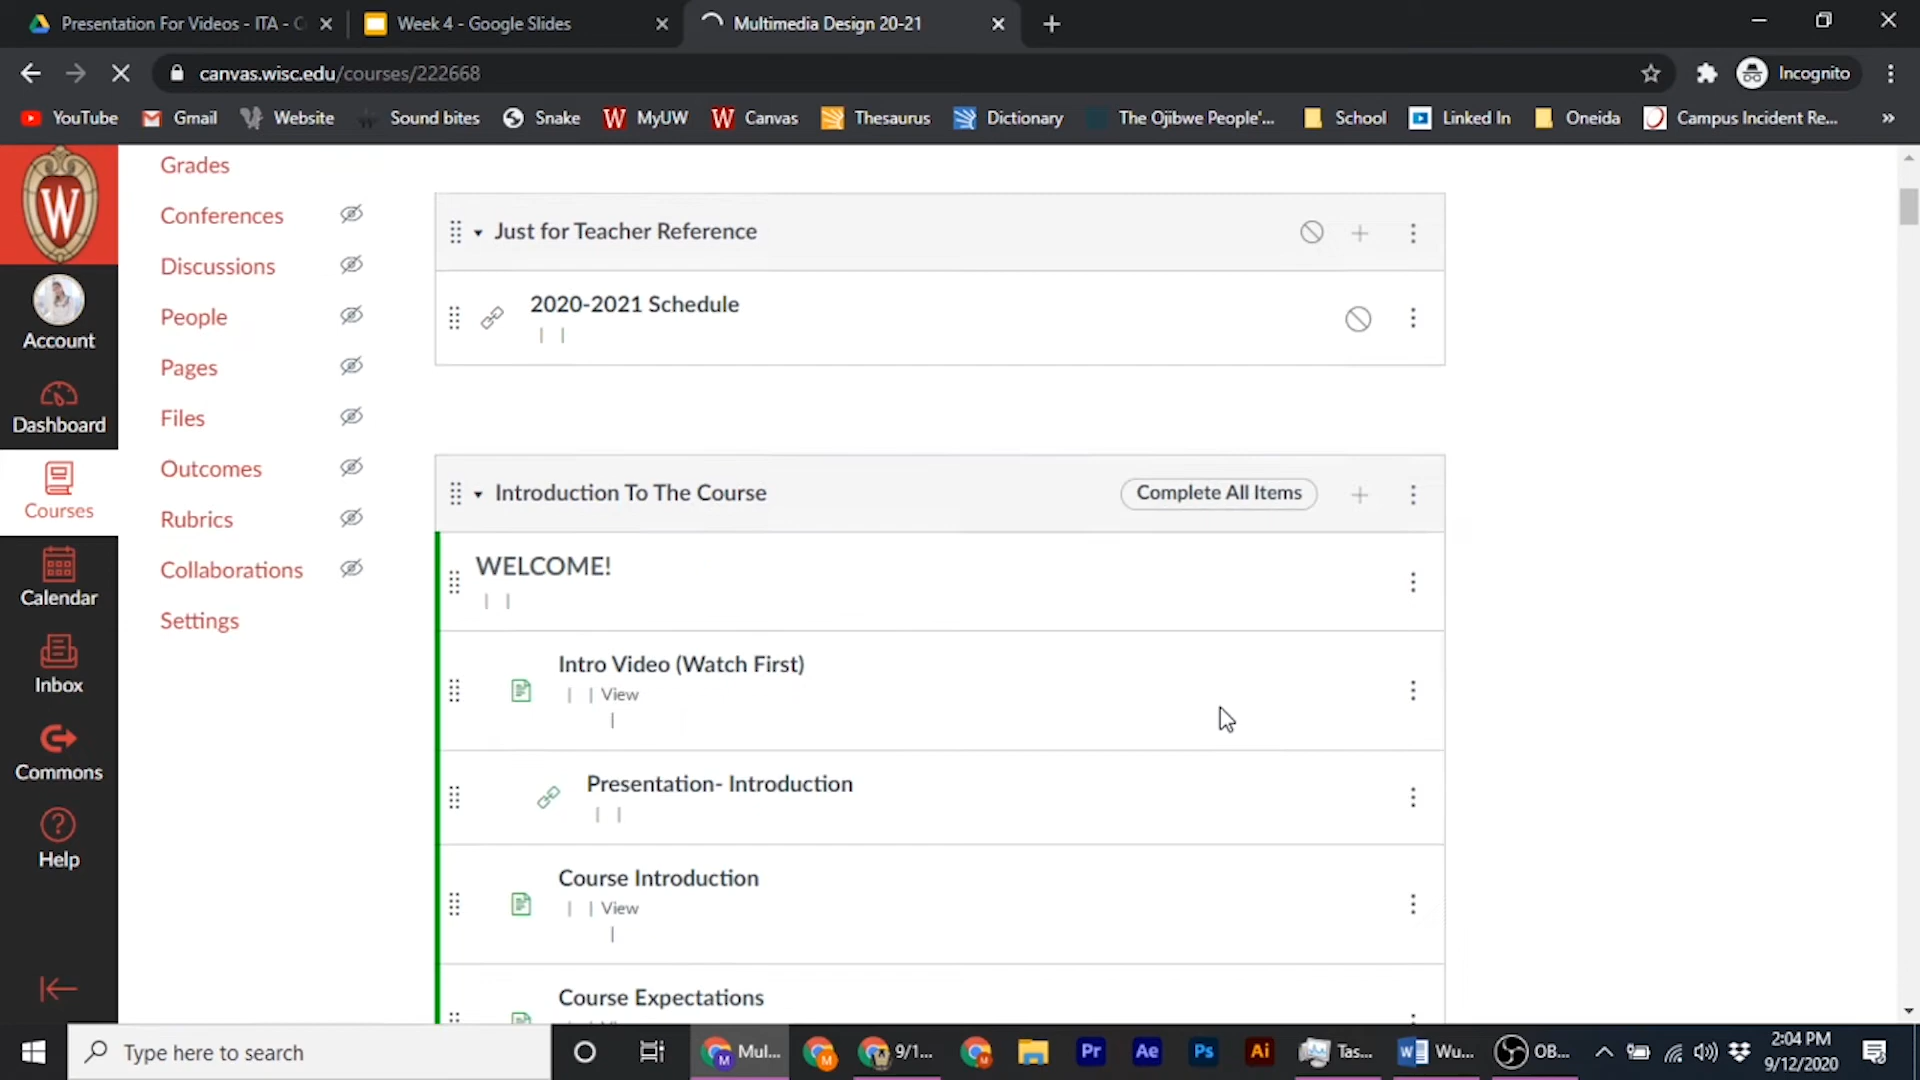 Presentation For Videos - ITA - C
Week 4 - Google Slides
Multimedia Design 20-21
canvas.wisc.edu/courses/222668
Incognito
YouTube
Gmail
Website
Sound bites
Snake
MyUW
Canvas
Thesaurus
Dictionary
The Ojibwe People'...
School
Linked In
Oneida
Campus Incident Re...
»
W
Account
Dashboard
Courses
Calendar
Inbox
Commons
Help
Grades
Conferences
Discussions
People
Pages
Files
Outcomes
Rubrics
Collaborations
Settings
Just for Teacher Reference
2020-2021 Schedule
| |
Introduction To The Course
Complete All Items
WELCOME!
| |
Intro Video (Watch First)
| | View
|
Presentation- Introduction
| |
Course Introduction
| | View
|
Course Expectations
Type here to search
Mul...
9/1...
Pr
Ae
Ps
Ai
Tas...
Wu...
OB...
2:04 PM
9/12/2020